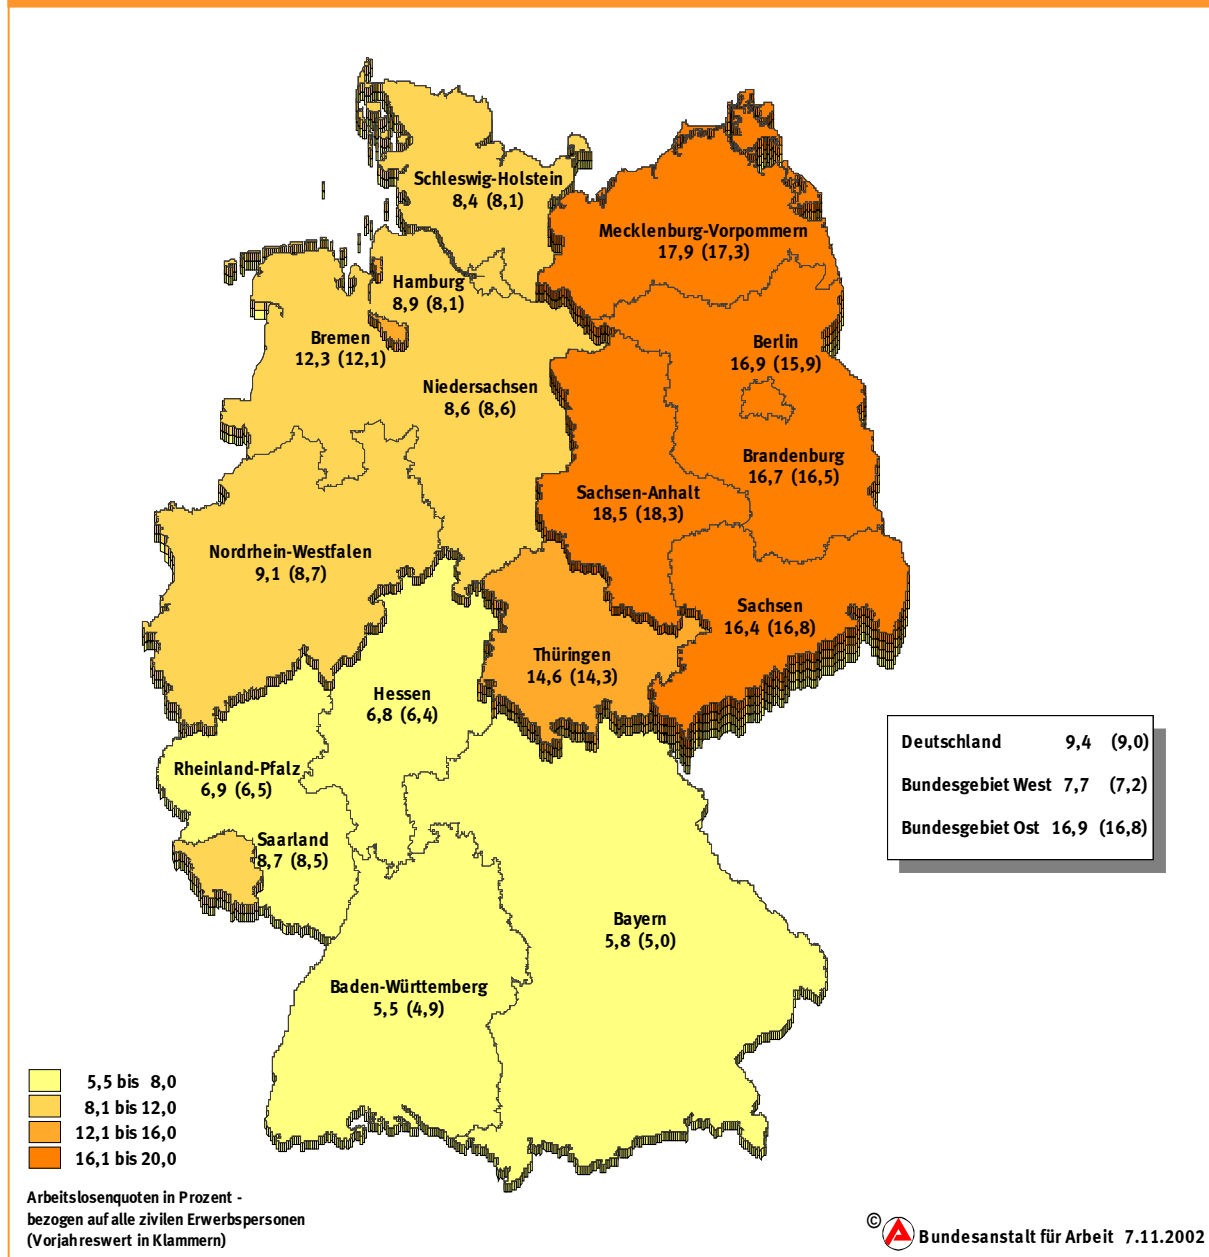 Schleswig-Holstein
8,4 (8,1)
Mecklenburg-Vorpommern
17,9 (17,3)
Hamburg
8,9 (8,1)
Bremen
12,3 (12,1)
Berlin
16,9 (15,9)
Niedersachsen
8,6 (8,6)
Brandenburg
16,7 (16,5)
Sachsen-Anhalt
18,5 (18,3)
Nordrhein-Westfalen
9,1 (8,7)
Sachsen
16,4 (16,8)
Thüringen
14,6 (14,3)
Hessen
6,8 (6,4)
Rheinland-Pfalz
6,9 (6,5)
Saarland
8,7 (8,5)
Bayern
5,8 (5,0)
Baden-Württemberg
5,5 (4,9)
Deutschland 9,4 (9,0)
Bundesgebiet West 7,7 (7,2)
Bundesgebiet Ost 16,9 (16,8)
5,5 bis 8,0
8,1 bis 12,0
12,1 bis 16,0
16,1 bis 20,0
Arbeitslosenquoten in Prozent -
bezogen auf alle zivilen Erwerbspersonen
(Vorjahreswert in Klammern)
© Bundesanstalt für Arbeit 7.11.2002